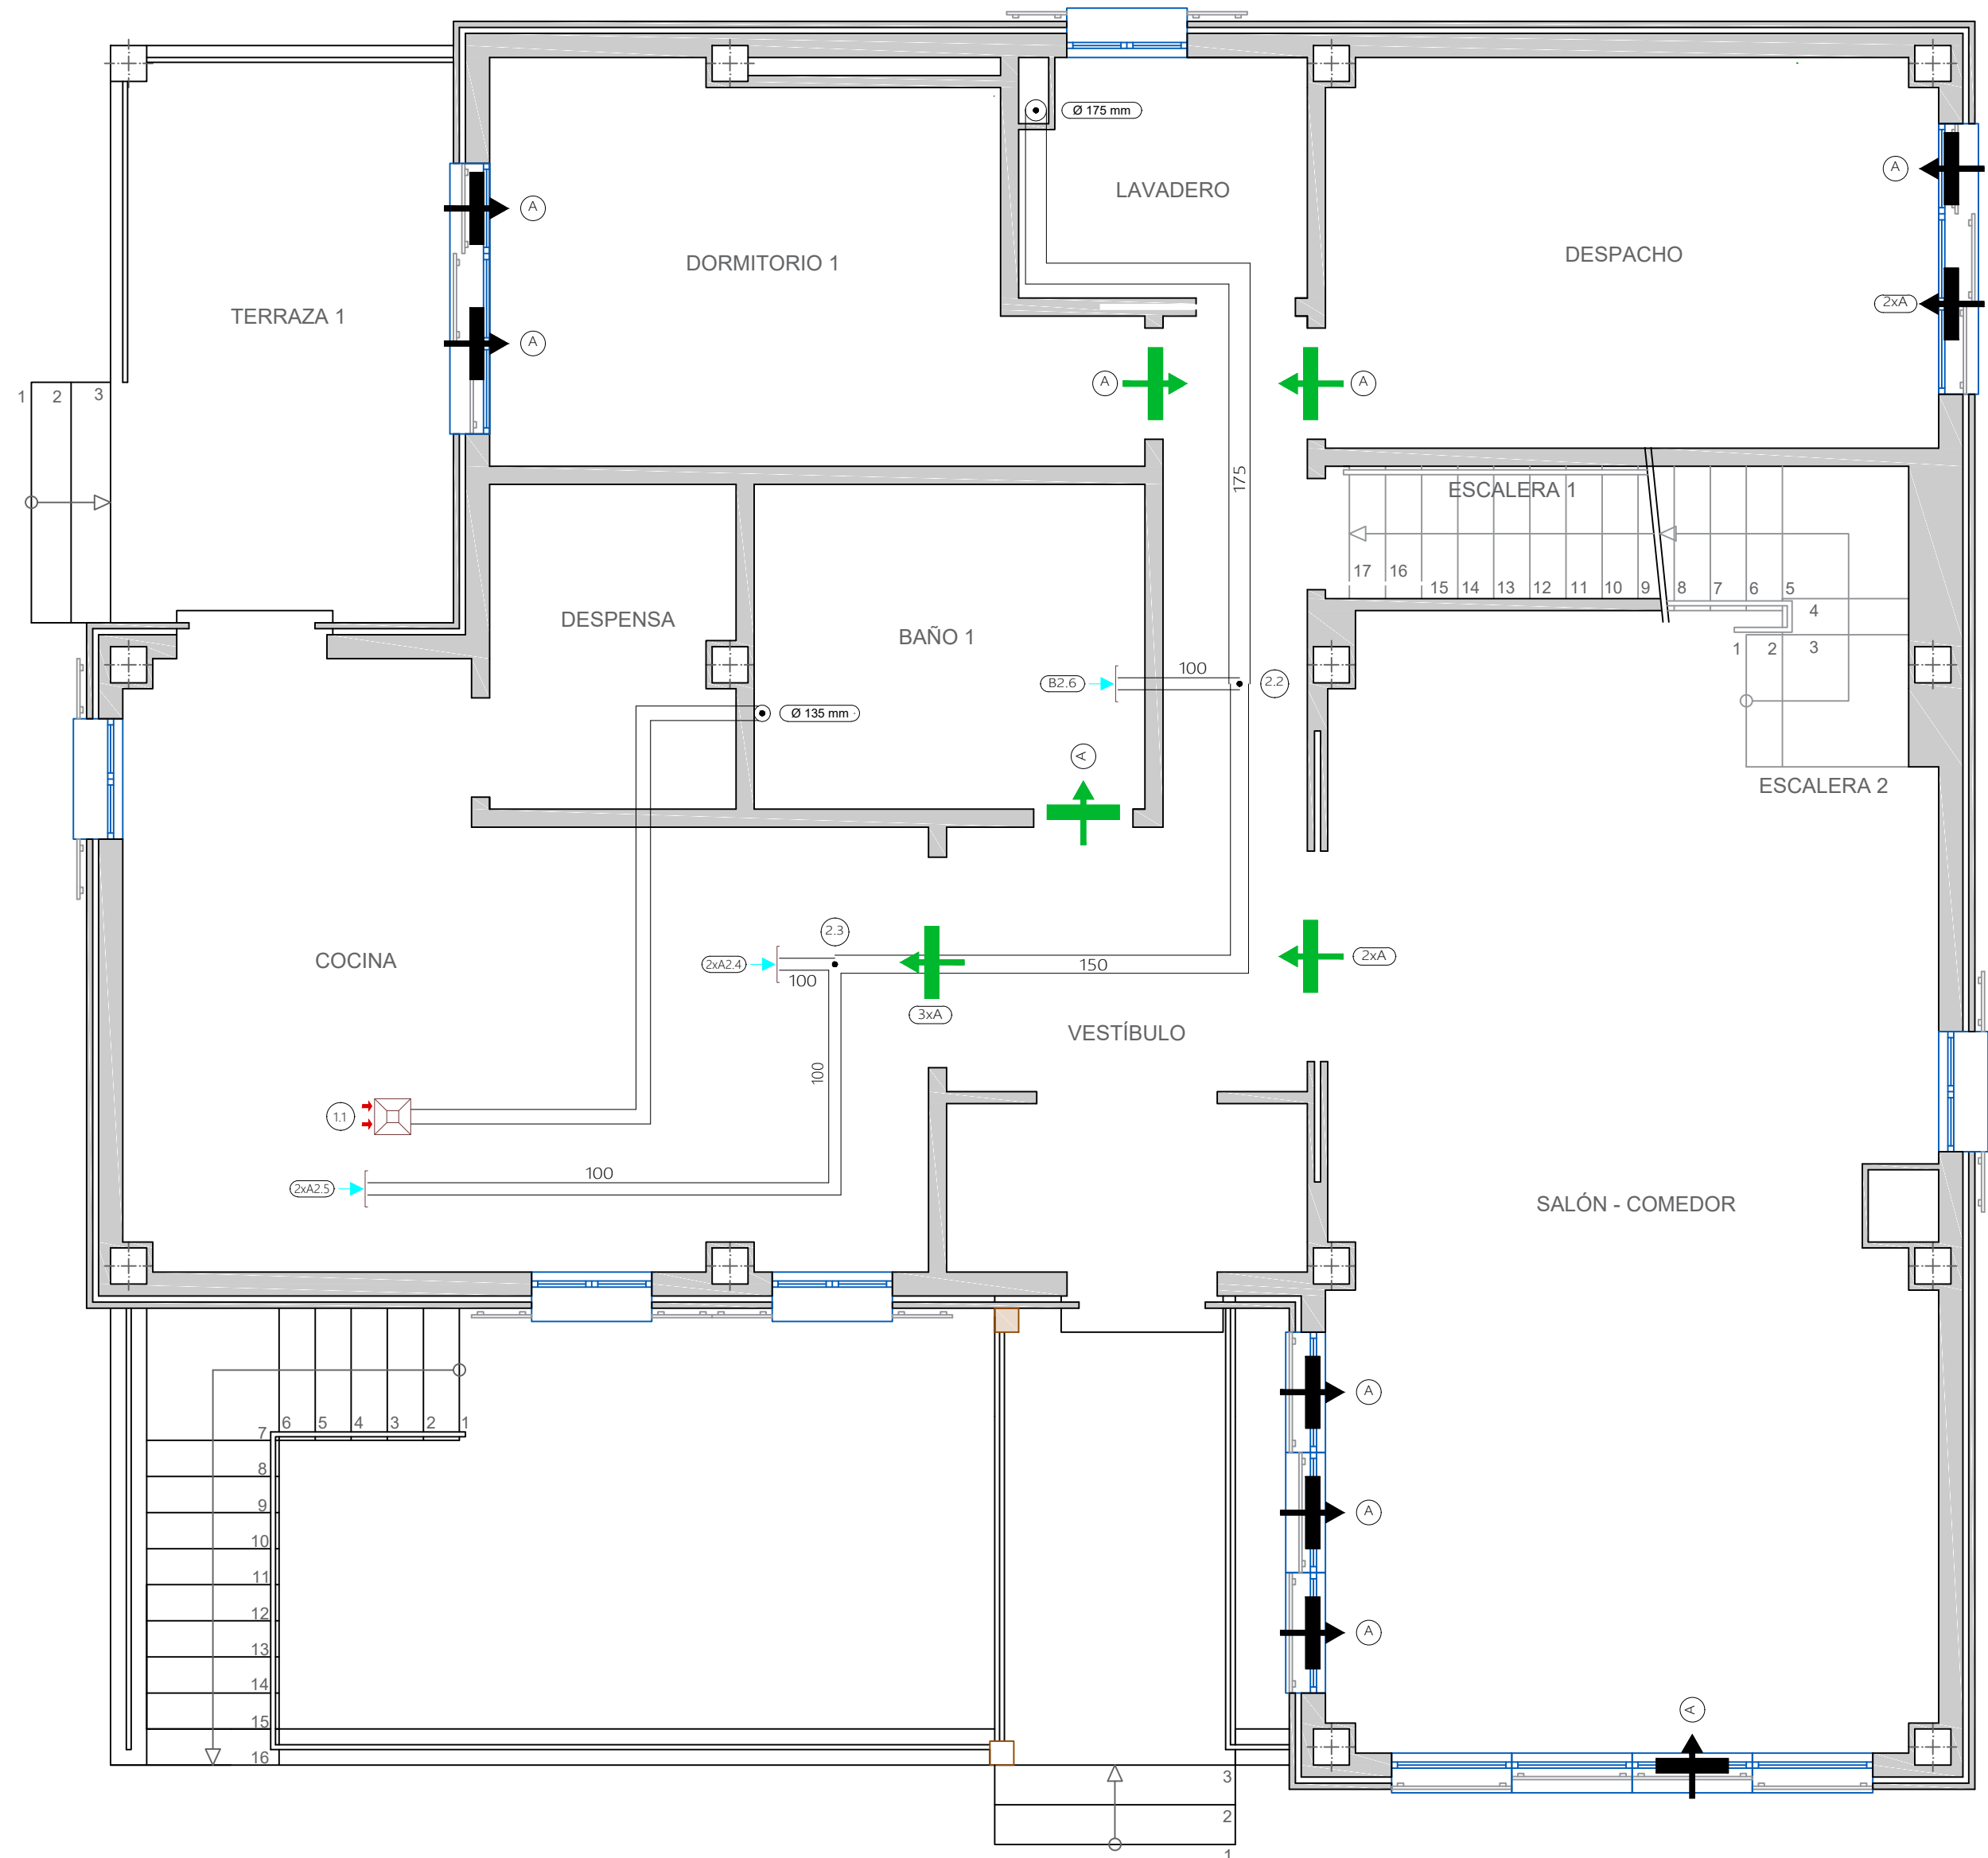 Ø 175 mm
A
LAVADERO
A
A
DESPACHO
DORMITORIO 1
2xA
TERRAZA 1
A
A
A
1
2
3
175
ESCALERA 1
17
16
15
14
13
12
11
10
9
8
7
6
5
4
DESPENSA
BAÑO 1
1
2
3
100
B2.6
2.2
Ø 135 mm
A
ESCALERA 2
2.3
COCINA
2xA2.4
100
150
2xA
3xA
VESTÍBULO
100
1.1
100
2xA2.5
SALÓN - COMEDOR
A
6
5
4
3
2
1
7
8
9
A
10
11
12
A
13
14
15
A
16
3
2
1